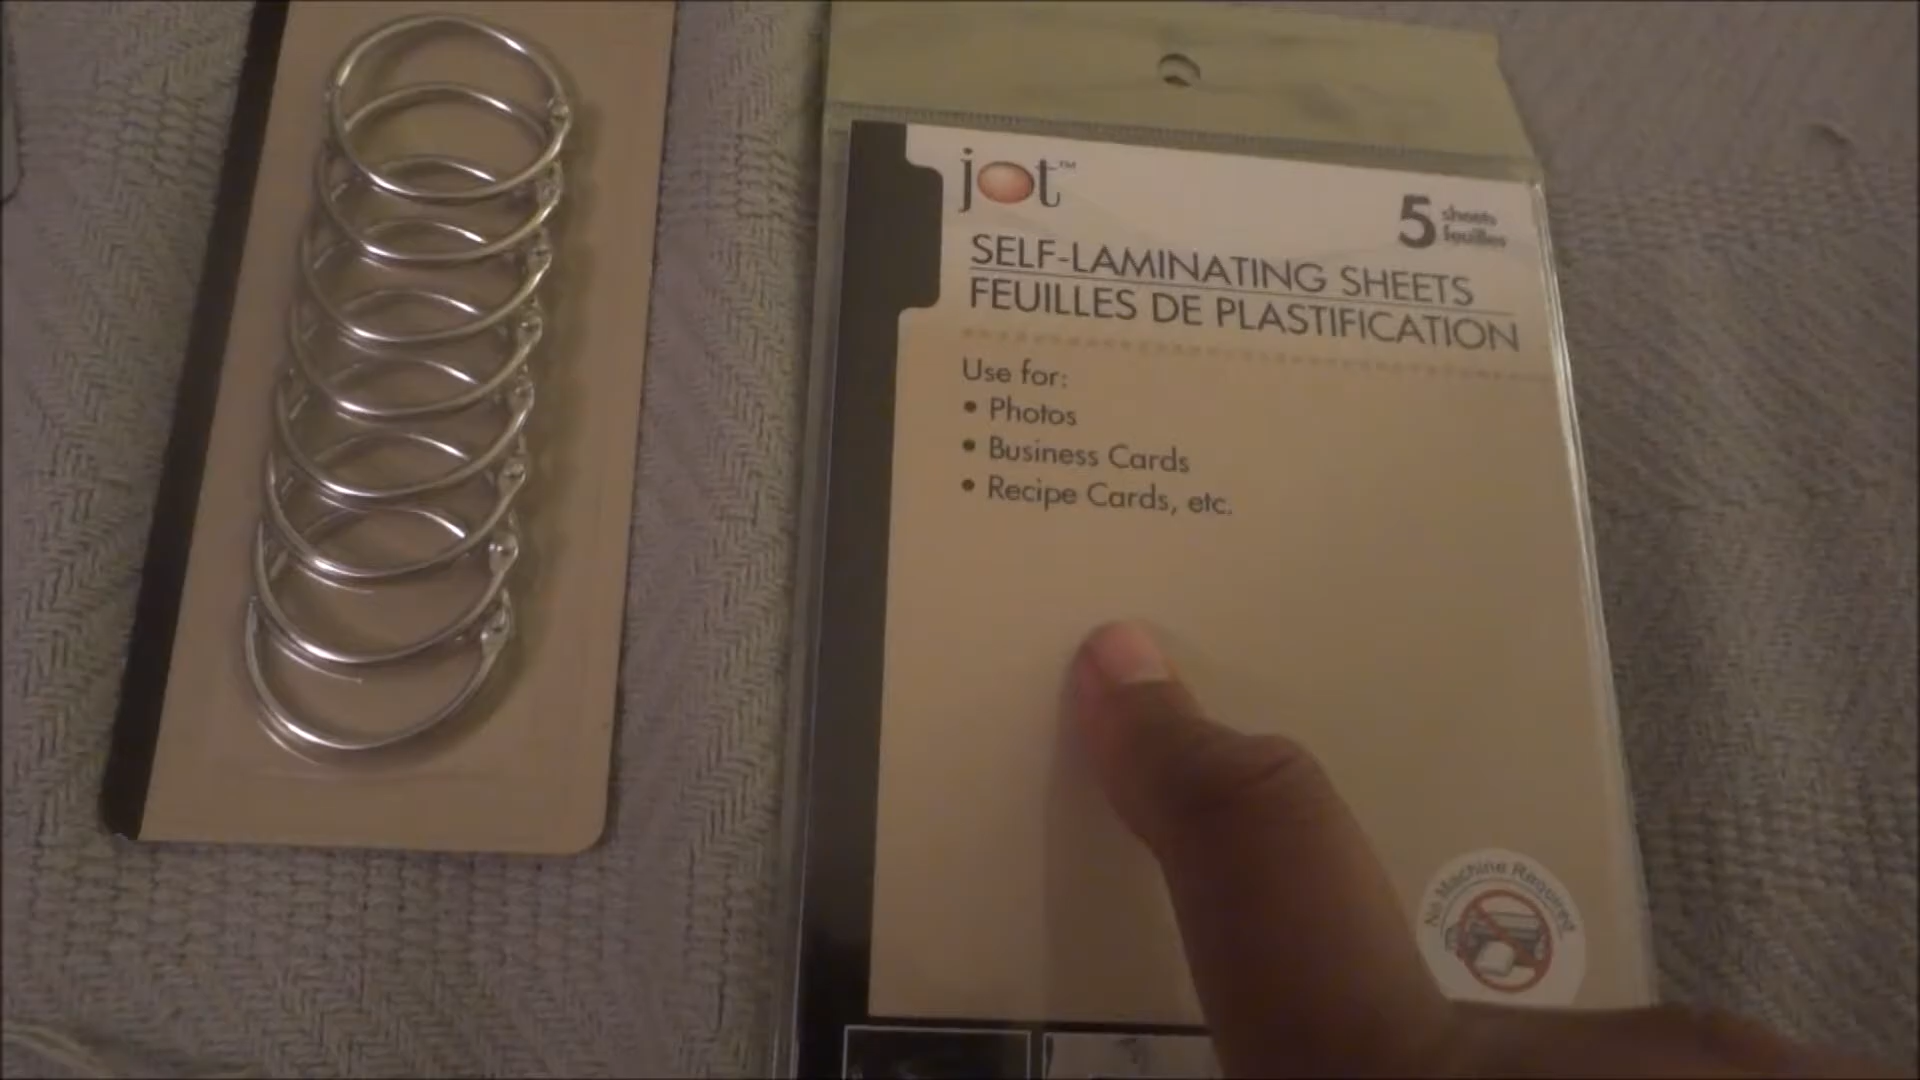 jot™
5 sheets
feuilles
SELF-LAMINATING SHEETS
FEUILLES DE PLASTIFICATION
Use for:
• Photos
• Business Cards
• Recipe Cards, etc.
No Machine Required